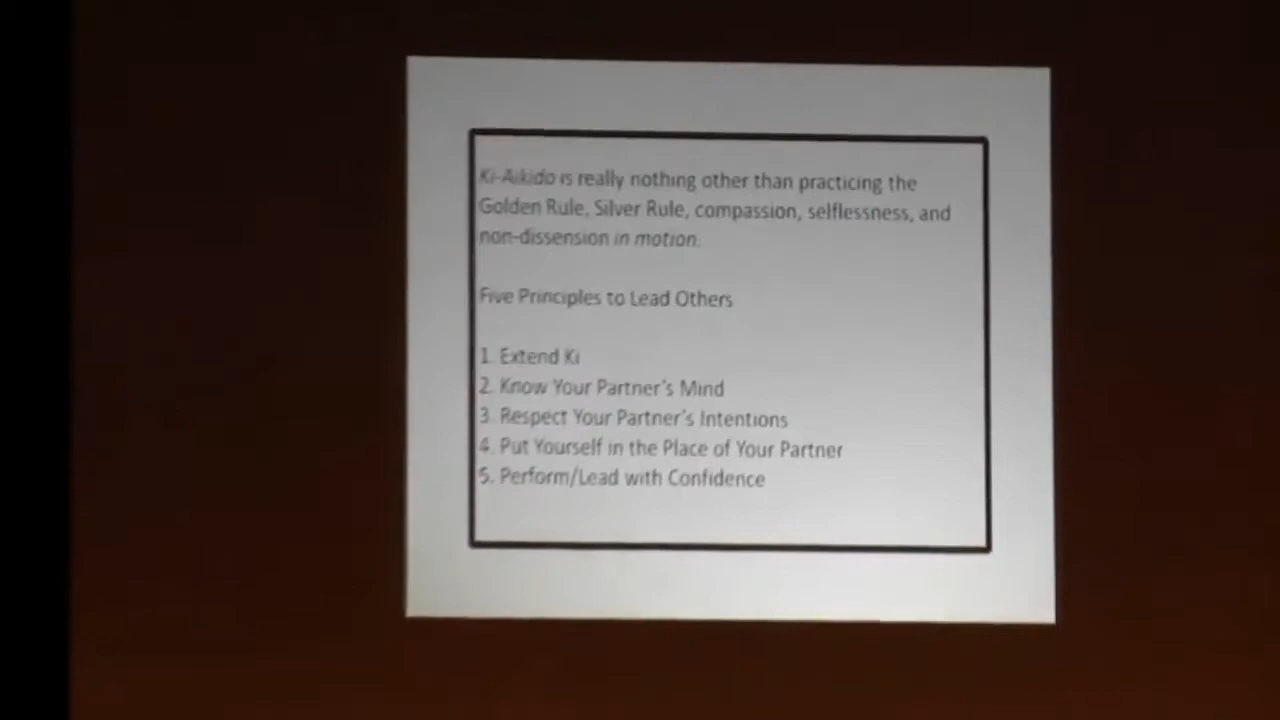 Ki-Aikido is really nothing other than practicing the
Golden Rule, Silver Rule, compassion, selflessness, and
non-dissension in motion.
Five Principles to Lead Others
1. Extend Ki
2. Know Your Partner's Mind
3. Respect Your Partner's Intentions
4. Put Yourself in the Place of Your Partner
5. Perform/Lead with Confidence